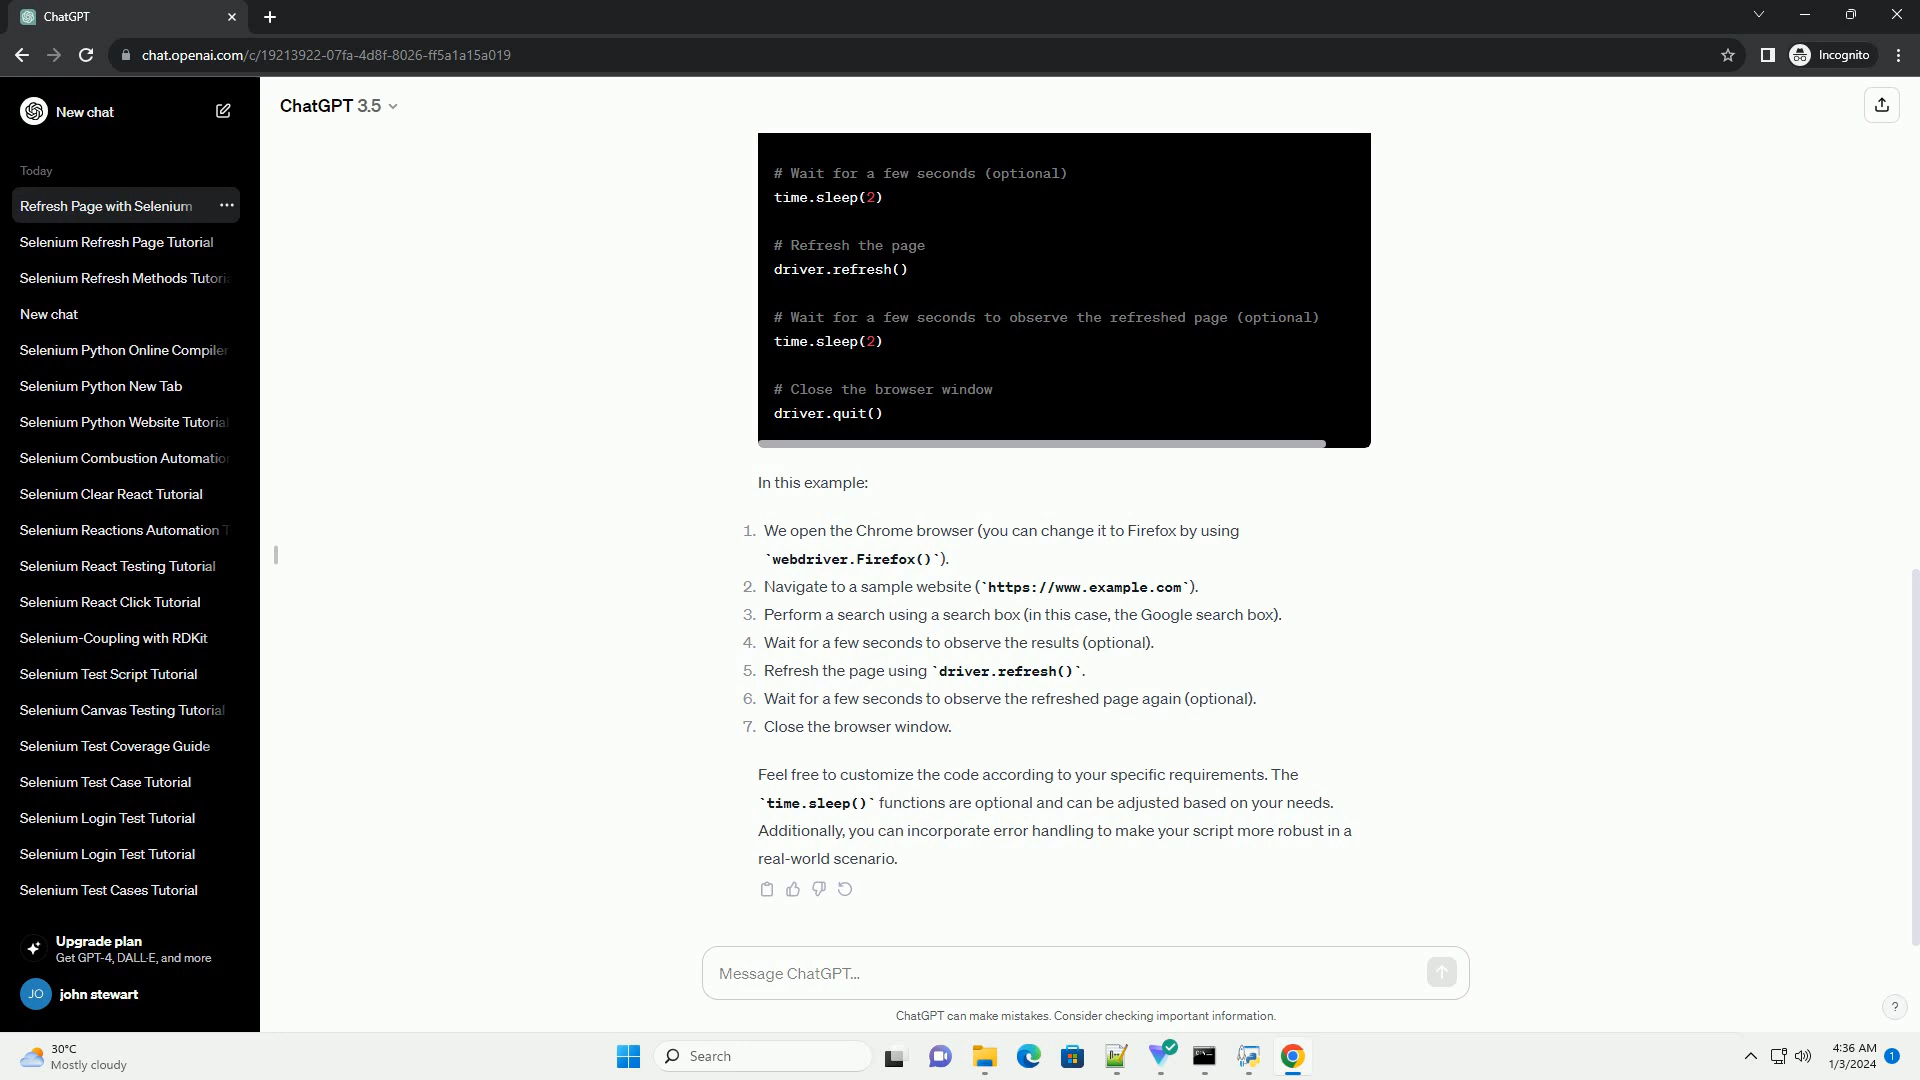 ChatGPT
chat.openai.com/c/19213922-07fa-4d8f-8026-ff5a1a15a019
Incognito
New chat
ChatGPT 3.5
Today
Refresh Page with Selenium
Selenium Refresh Page Tutorial
Selenium Refresh Methods Tutoria
New chat
Selenium Python Online Compiler
Selenium Python New Tab
Selenium Python Website Tutorial
Selenium Combustion Automation
Selenium Clear React Tutorial
Selenium Reactions Automation T
Selenium React Testing Tutorial
Selenium React Click Tutorial
Selenium-Coupling with RDKit
Selenium Test Script Tutorial
Selenium Canvas Testing Tutorial
Selenium Test Coverage Guide
Selenium Test Case Tutorial
Selenium Login Test Tutorial
Selenium Login Test Tutorial
Selenium Test Cases Tutorial
Upgrade plan
Get GPT-4, DALL·E, and more
JO john stewart
# Wait for a few seconds (optional)
time.sleep(2)
# Refresh the page
driver.refresh()
# Wait for a few seconds to observe the refreshed page (optional)
time.sleep(2)
# Close the browser window
driver.quit()
In this example:
1. We open the Chrome browser (you can change it to Firefox by using
`webdriver.Firefox()`).
2. Navigate to a sample website (`https://www.example.com`).
3. Perform a search using a search box (in this case, the Google search box).
4. Wait for a few seconds to observe the results (optional).
5. Refresh the page using `driver.refresh()`.
6. Wait for a few seconds to observe the refreshed page again (optional).
7. Close the browser window.
Feel free to customize the code according to your specific requirements. The
`time.sleep()` functions are optional and can be adjusted based on your needs.
Additionally, you can incorporate error handling to make your script more robust in a
real-world scenario.
Message ChatGPT...
ChatGPT can make mistakes. Consider checking important information.
?
30°C
Mostly cloudy
Search
4:36 AM
1/3/2024
1